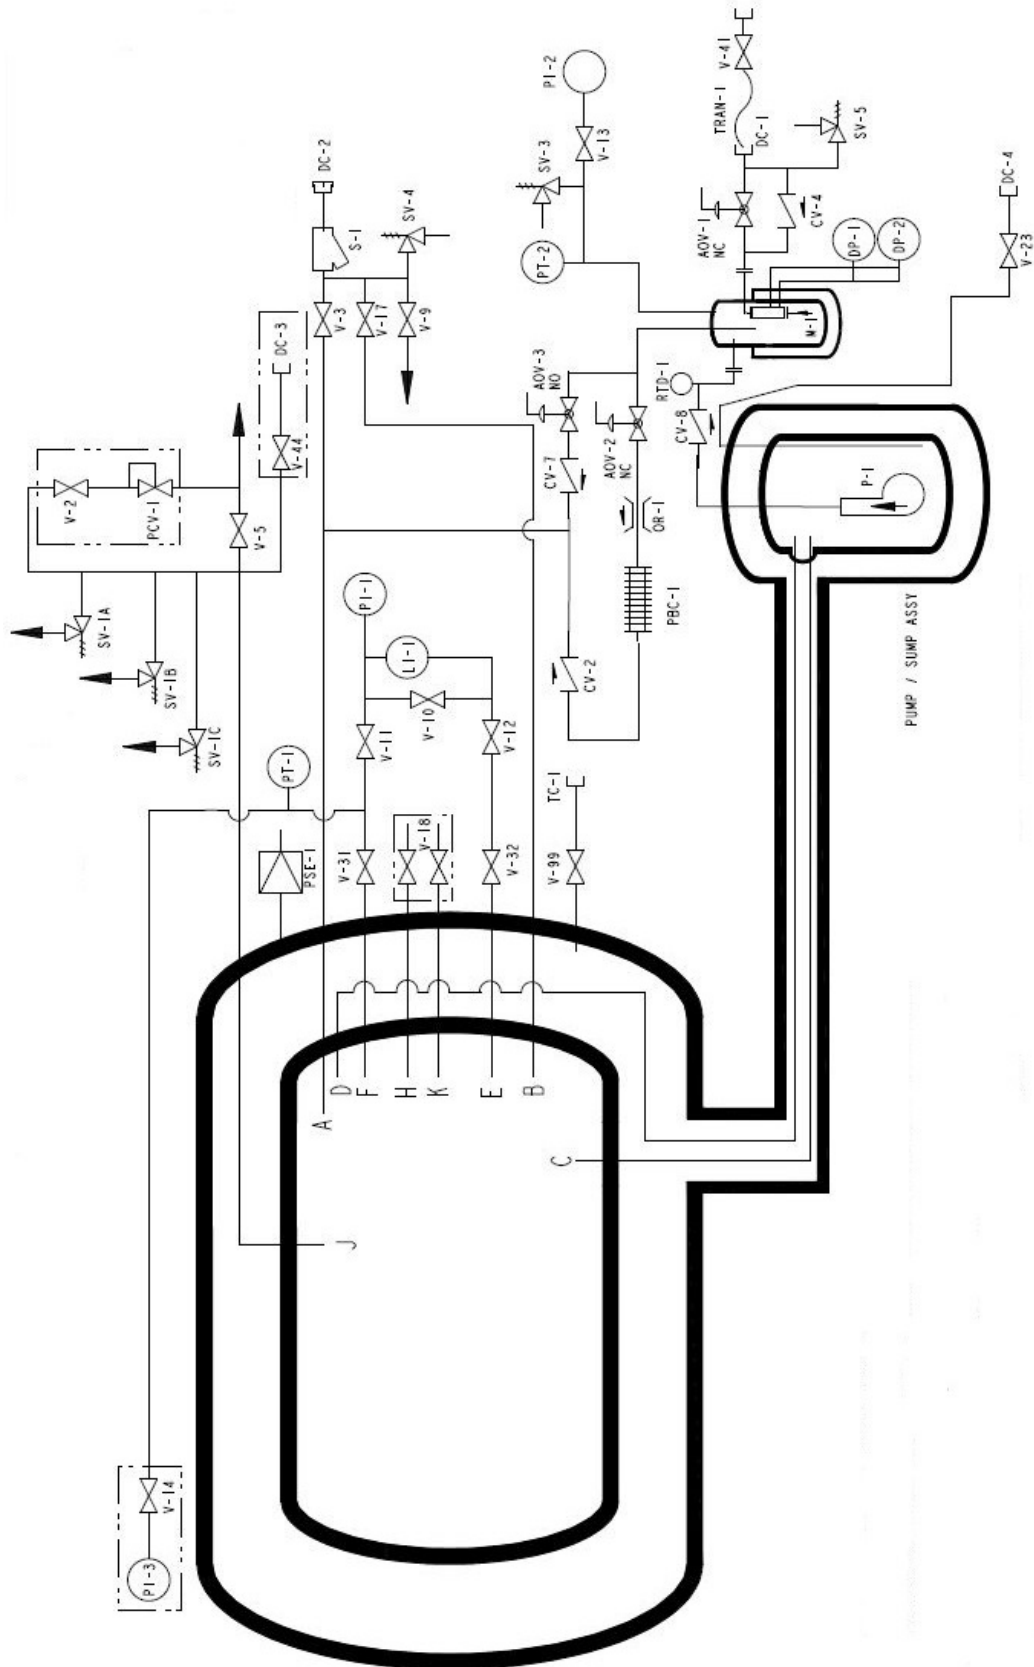 PI-2
V-41
TRAN-1
DC-1
SV-5
DC-2
S-1
SV-4
SV-3
V-13
PT-2
AOV-1
NC
CV-4
DP-1
DP-2
DC-4
V-23
V-3
V-17
V-9
DC-3
V-44
AOV-3
NO
AOV-2
NC
RTD-1
M-1
CV-8
CV-7
OR-1
P-1
V-2
PCV-1
V-5
PI-1
LI-1
PBC-1
CV-2
SV-1A
SV-1B
SV-1C
V-10
V-11
V-12
PT-1
TC-1
PUMP / SUMP ASSY
PSE-1
V-31
V-18
V-32
V-99
A
D
F
H
K
E
B
C
J
V-14
PI-3